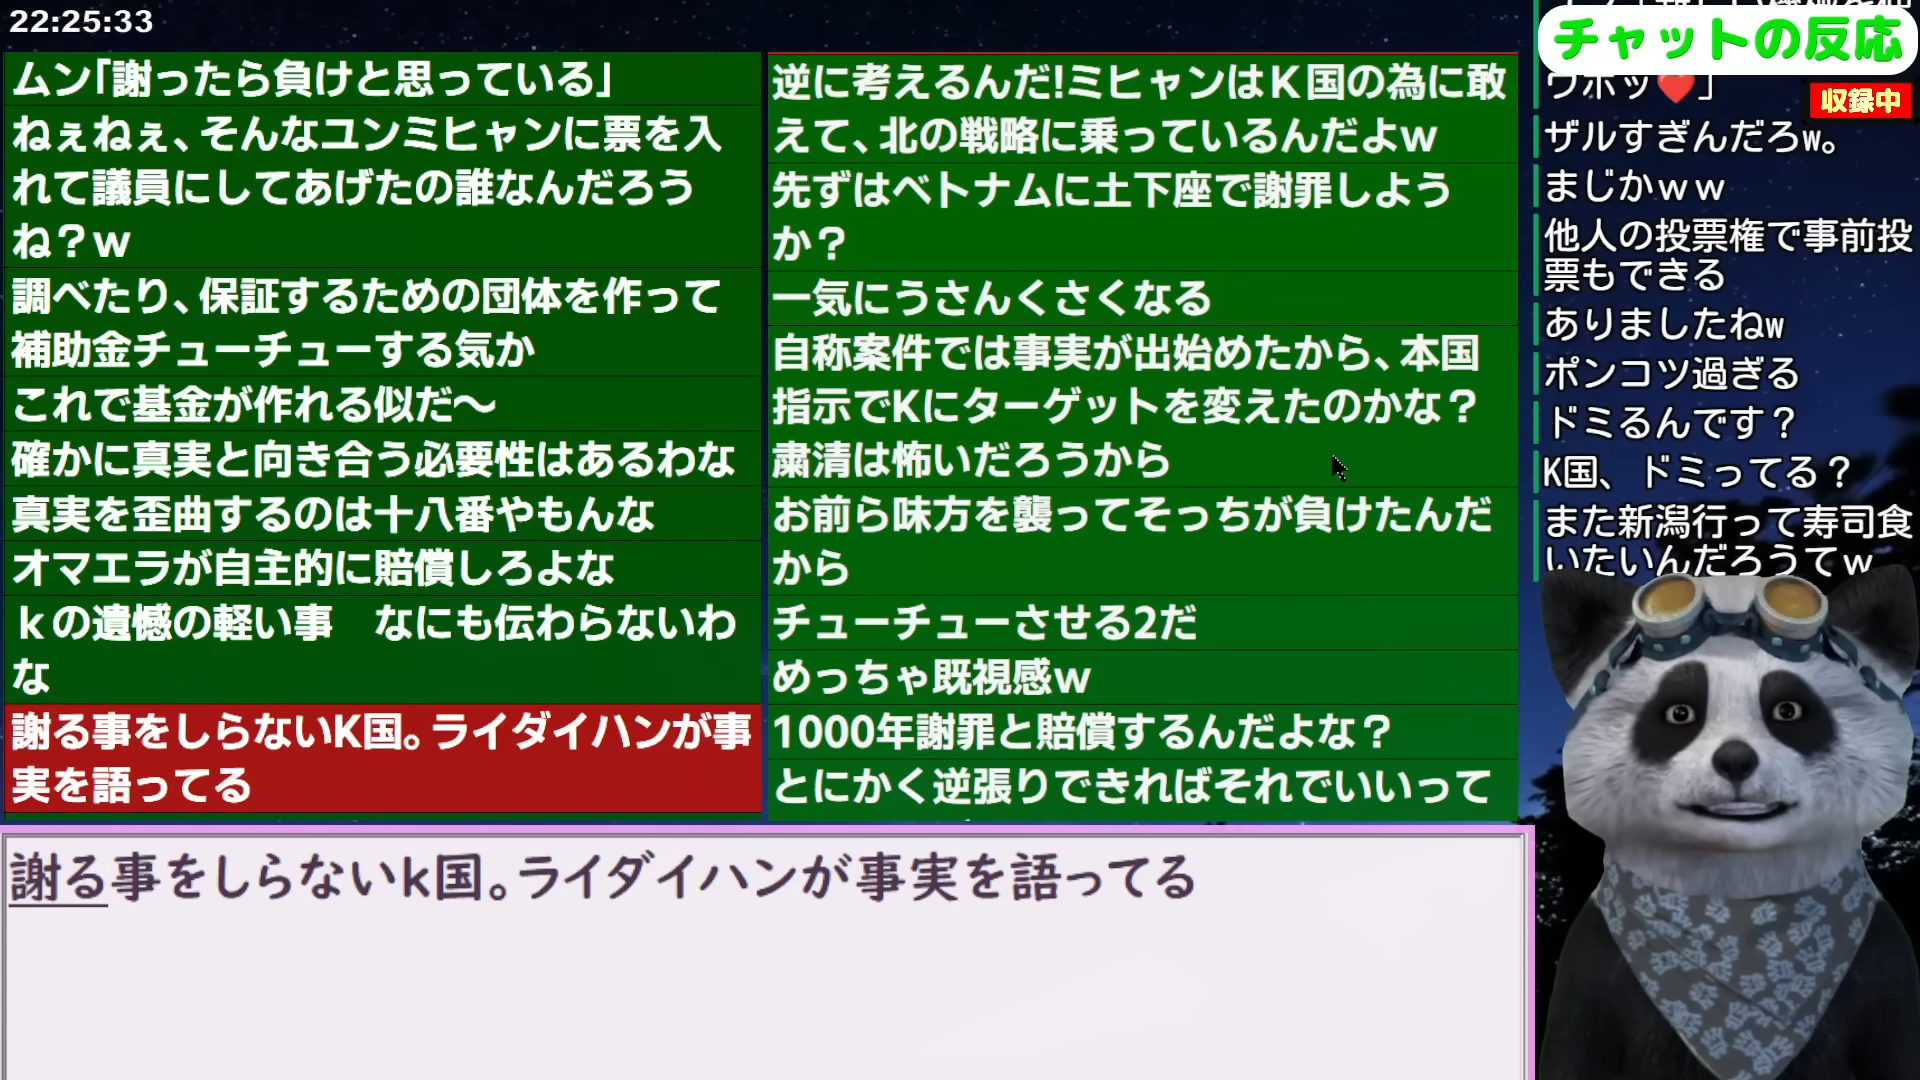 22:25:33
ムン「謝ったら負けと思っている」
ねぇねぇ、そんなユンミヒャンに票を入
れて議員にしてあげたの誰なんだろう
ね？w
調べたり、保証するための団体を作って
補助金チューチューする気か
これで基金が作れる似だ～
確かに真実と向き合う必要性はあるわな
真実を歪曲するのは十八番やもんな
オマエラが自主的に賠償しろよな
ｋの遺憾の軽い事　なにも伝わらないわ
な
謝る事をしらないK国。ライダイハンが事
実を語ってる
逆に考えるんだ!ミヒャンはＫ国の為に敢
えて、北の戦略に乗っているんだよw
先ずはベトナムに土下座で謝罪しよう
か？
一気にうさんくさくなる
自称案件では事実が出始めたから、本国
指示でKにターゲットを変えたのかな？
粛清は怖いだろうから
お前ら味方を襲ってそっちが負けたんだ
から
チューチューさせる2だ
めっちゃ既視感w
1000年謝罪と賠償するんだよな？
とにかく逆張りできればそれでいいって
謝る事をしらないk国。ライダイハンが事実を語ってる
チャットの反応
収録中
ウホッ❤️」
ザルすぎんだろw。
まじかｗｗ
他人の投票権で事前投
票もできる
ありましたねw
ポンコツ過ぎる
ドミるんです？
K国、ドミってる？
また新潟行って寿司食
いたいんだろうてｗ